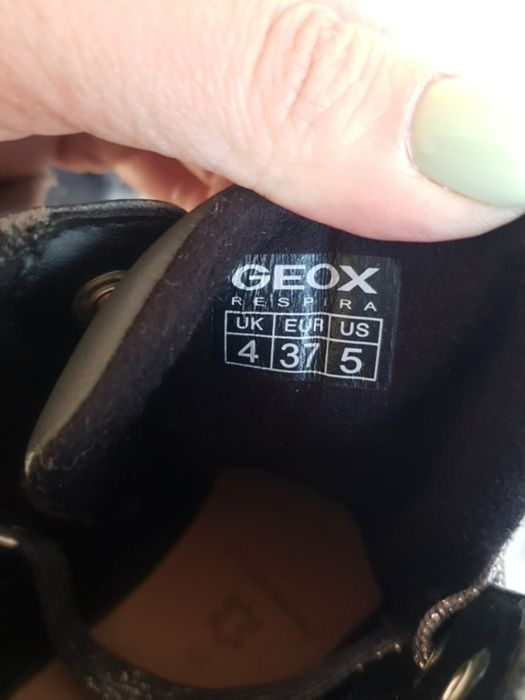 GEOX
RESPIRA
UK EUR US
4 37 5